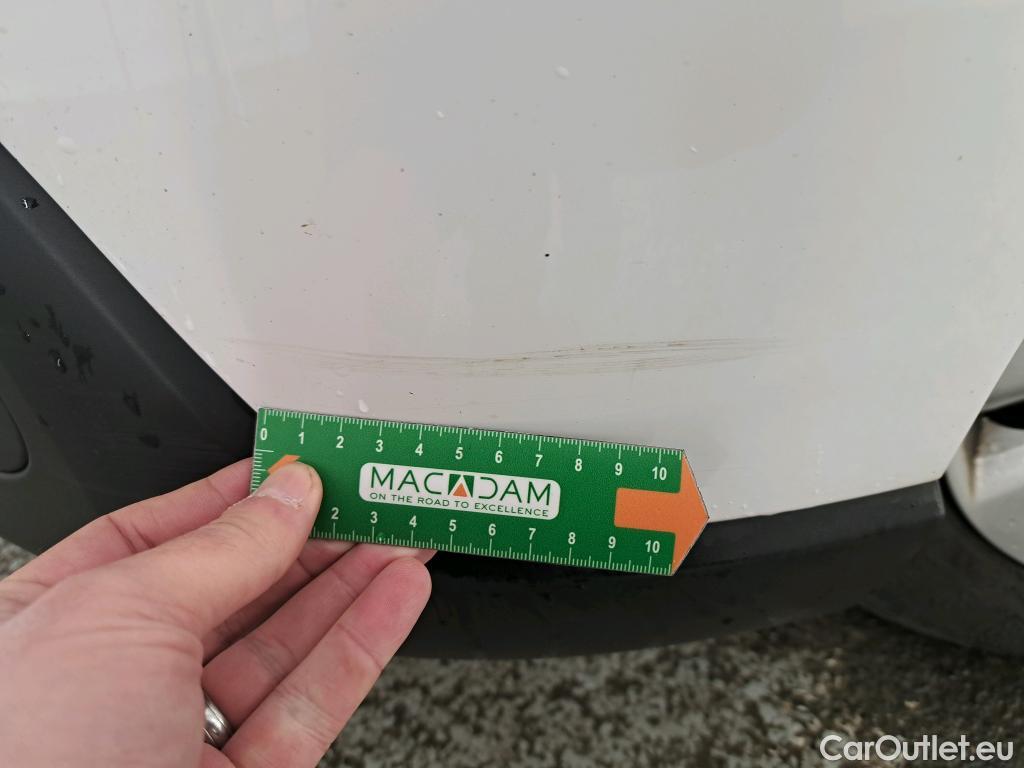 0 1 2 3 4 5 6 7 8 9 10
MACADAM
ON THE ROAD TO EXCELLENCE
2 3 4 5 6 7 8 9 10
CarOutlet.eu